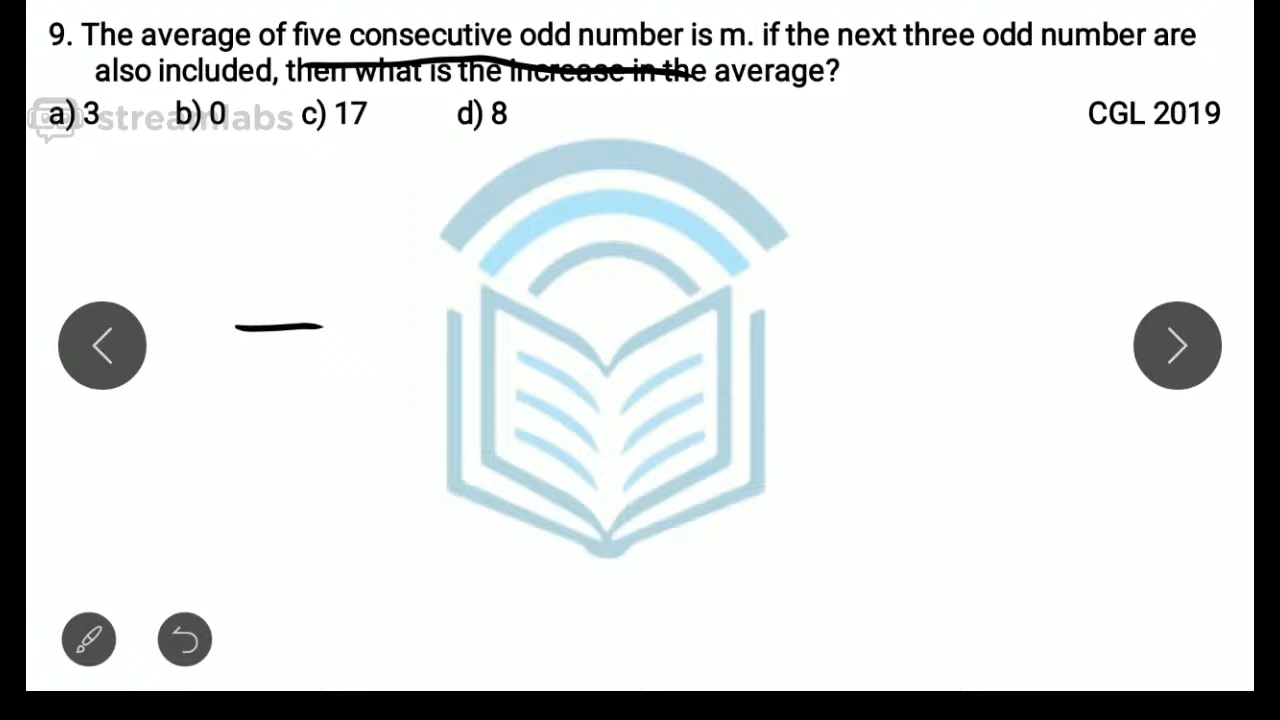 9. The average of five consecutive odd number is m. if the next three odd number are
also included, then what is the increase in the average?
a) 3 b) 0 c) 17 d) 8 CGL 2019
streamlabs